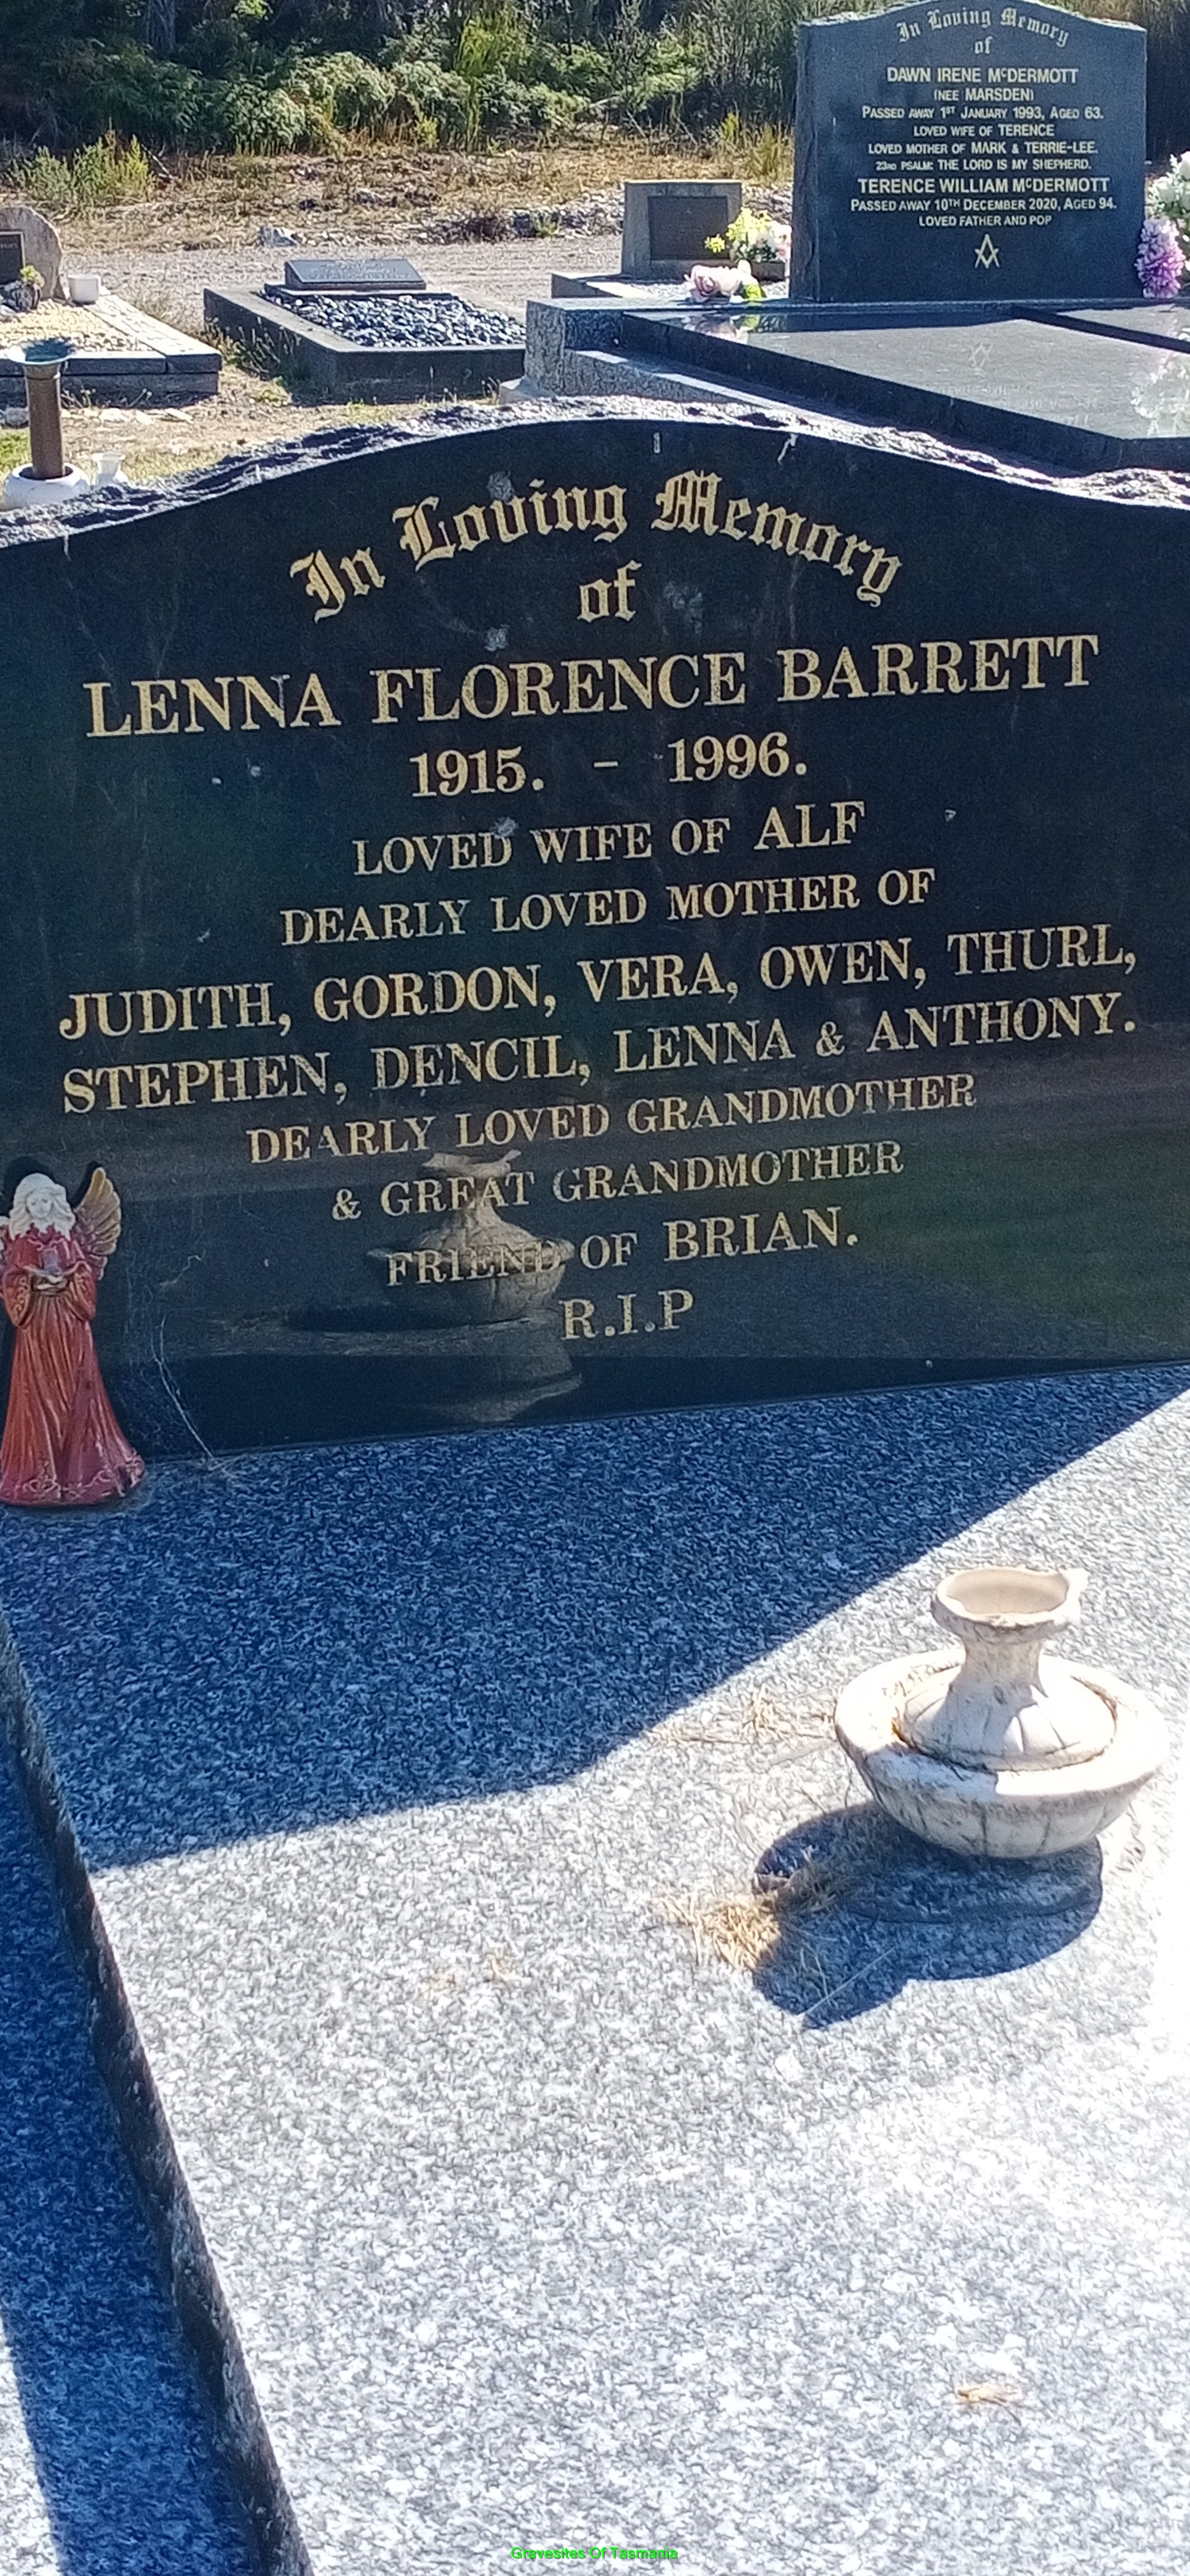 In Loving Memory
of
DAWN IRENE McDERMOTT
(NEE MARSDEN)
PASSED AWAY 1ST JANUARY 1993, AGED 63.
LOVED WIFE OF TERENCE
LOVED MOTHER OF MARK & TERRIE-LEE.
23RD PSALM: THE LORD IS MY SHEPHERD.
TERENCE WILLIAM McDERMOTT
PASSED AWAY 10TH DECEMBER 2020, AGED 94.
LOVED FATHER AND POP
In Loving Memory
of
LENNA FLORENCE BARRETT
1915. - 1996.
LOVED WIFE OF ALF
DEARLY LOVED MOTHER OF
JUDITH, GORDON, VERA, OWEN, THURL,
STEPHEN, DENCIL, LENNA & ANTHONY.
DEARLY LOVED GRANDMOTHER
& GREAT GRANDMOTHER
FRIEND OF BRIAN.
R.I.P
Gravesites Of Tasmania